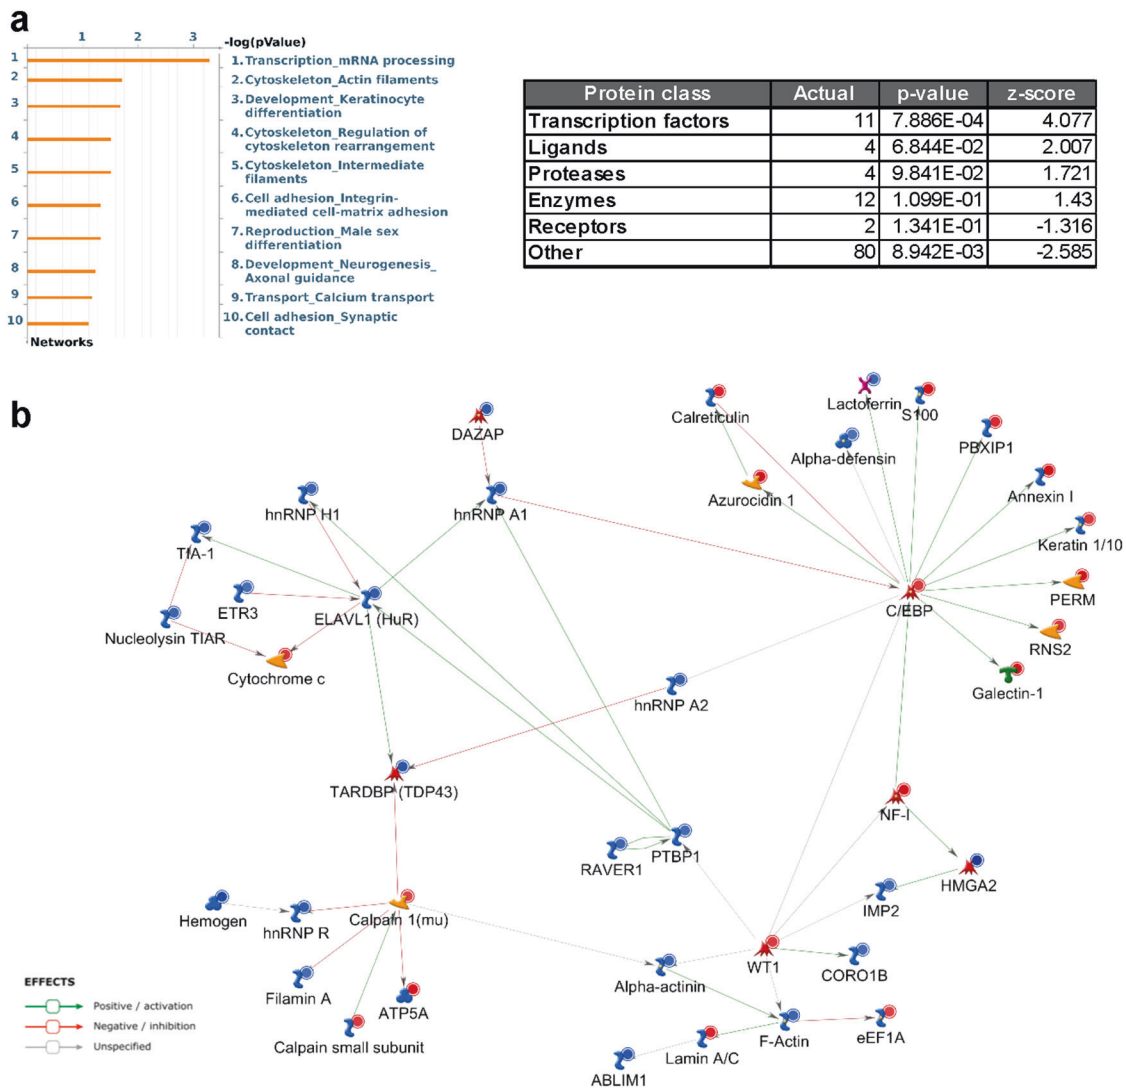 a
1 2 3 -log(pValue)
1 1. Transcription_mRNA processing
2 2. Cytoskeleton_Actin filaments
3 3. Development_Keratinocyte
differentiation
4 4. Cytoskeleton_Regulation of
cytoskeleton rearrangement
5 5. Cytoskeleton_Intermediate
filaments
6 6. Cell adhesion_Integrin-
mediated cell-matrix adhesion
7 7. Reproduction_Male sex
differentiation
8 8. Development_Neurogenesis_
Axonal guidance
9 9. Transport_Calcium transport
10 10. Cell adhesion_Synaptic
contact
Networks
Protein class Actual p-value z-score
Transcription factors 11 7.886E-04 4.077
Ligands 4 6.844E-02 2.007
Proteases 4 9.841E-02 1.721
Enzymes 12 1.099E-01 1.43
Receptors 2 1.341E-01 -1.316
Other 80 8.942E-03 -2.585
b
DAZAP
Calreticulin
Lactoferrin
S100
Alpha-defensin
PBXIP1
Azurocidin 1
Annexin I
hnRNP H1
hnRNP A1
TIA-1
Keratin 1/10
ETR3
ELAVL1 (HuR)
C/EBP
PERM
Nucleolysin TIAR
RNS2
Cytochrome c
Galectin-1
hnRNP A2
TARDBP (TDP43)
NF-I
RAVER1
PTBP1
HMGA2
Hemogen
hnRNP R
Calpain 1(mu)
IMP2
WT1
CORO1B
Filamin A
ATP5A
Alpha-actinin
Calpain small subunit
Lamin A/C
F-Actin
eEF1A
ABLIM1
EFFECTS
Positive / activation
Negative / inhibition
Unspecified